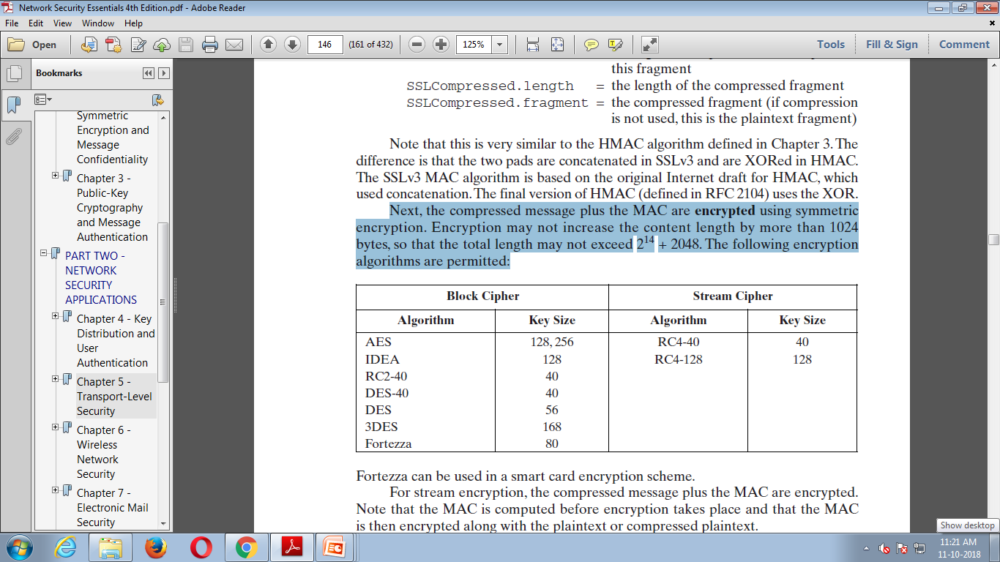 Network Security Essentials 4th Edition.pdf - Adobe Reader
File Edit View Window Help
Open
146 (161 of 432) 125% Tools Fill & Sign Comment
Bookmarks
Symmetric
Encryption and
Message
Confidentiality
Chapter 3 -
Public-Key
Cryptography
and Message
Authentication
PART TWO -
NETWORK
SECURITY
APPLICATIONS
Chapter 4 - Key
Distribution and
User
Authentication
Chapter 5 -
Transport-Level
Security
Chapter 6 -
Wireless
Network
Security
Chapter 7 -
Electronic Mail
Security
this fragment
SSLCompressed.length = the length of the compressed fragment
SSLCompressed.fragment = the compressed fragment (if compression
is not used, this is the plaintext fragment)
Note that this is very similar to the HMAC algorithm defined in Chapter 3. The
difference is that the two pads are concatenated in SSLv3 and are XORed in HMAC.
The SSLv3 MAC algorithm is based on the original Internet draft for HMAC, which
used concatenation. The final version of HMAC (defined in RFC 2104) uses the XOR.
Next, the compressed message plus the MAC are encrypted using symmetric
encryption. Encryption may not increase the content length by more than 1024
bytes, so that the total length may not exceed 2^14 + 2048. The following encryption
algorithms are permitted:
Block Cipher Stream Cipher
Algorithm Key Size Algorithm Key Size
AES 128, 256 RC4-40 40
IDEA 128 RC4-128 128
RC2-40 40
DES-40 40
DES 56
3DES 168
Fortezza 80
Fortezza can be used in a smart card encryption scheme.
For stream encryption, the compressed message plus the MAC are encrypted.
Note that the MAC is computed before encryption takes place and that the MAC
is then encrypted along with the plaintext or compressed plaintext.
Show desktop
11:21 AM
11-10-2018